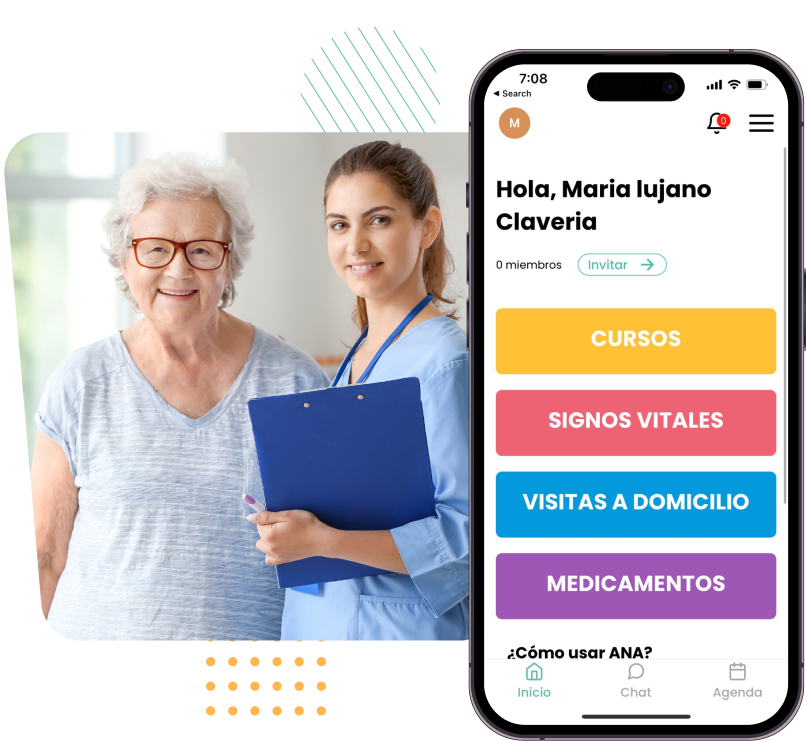 7:08
◀ Search
M
0
Hola, Maria lujano
Claveria
0 miembros
Invitar →
CURSOS
SIGNOS VITALES
VISITAS A DOMICILIO
MEDICAMENTOS
¿Cómo usar ANA?
Inicio
Chat
Agenda